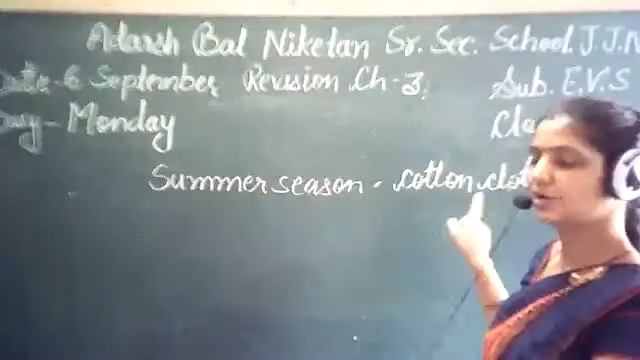 Adarsh Bal Niketan Sr. Sec. School J.J.N
Date - 6 September Revision Ch-3. Sub. E.V.S
Day - Monday
Summer season - cotton